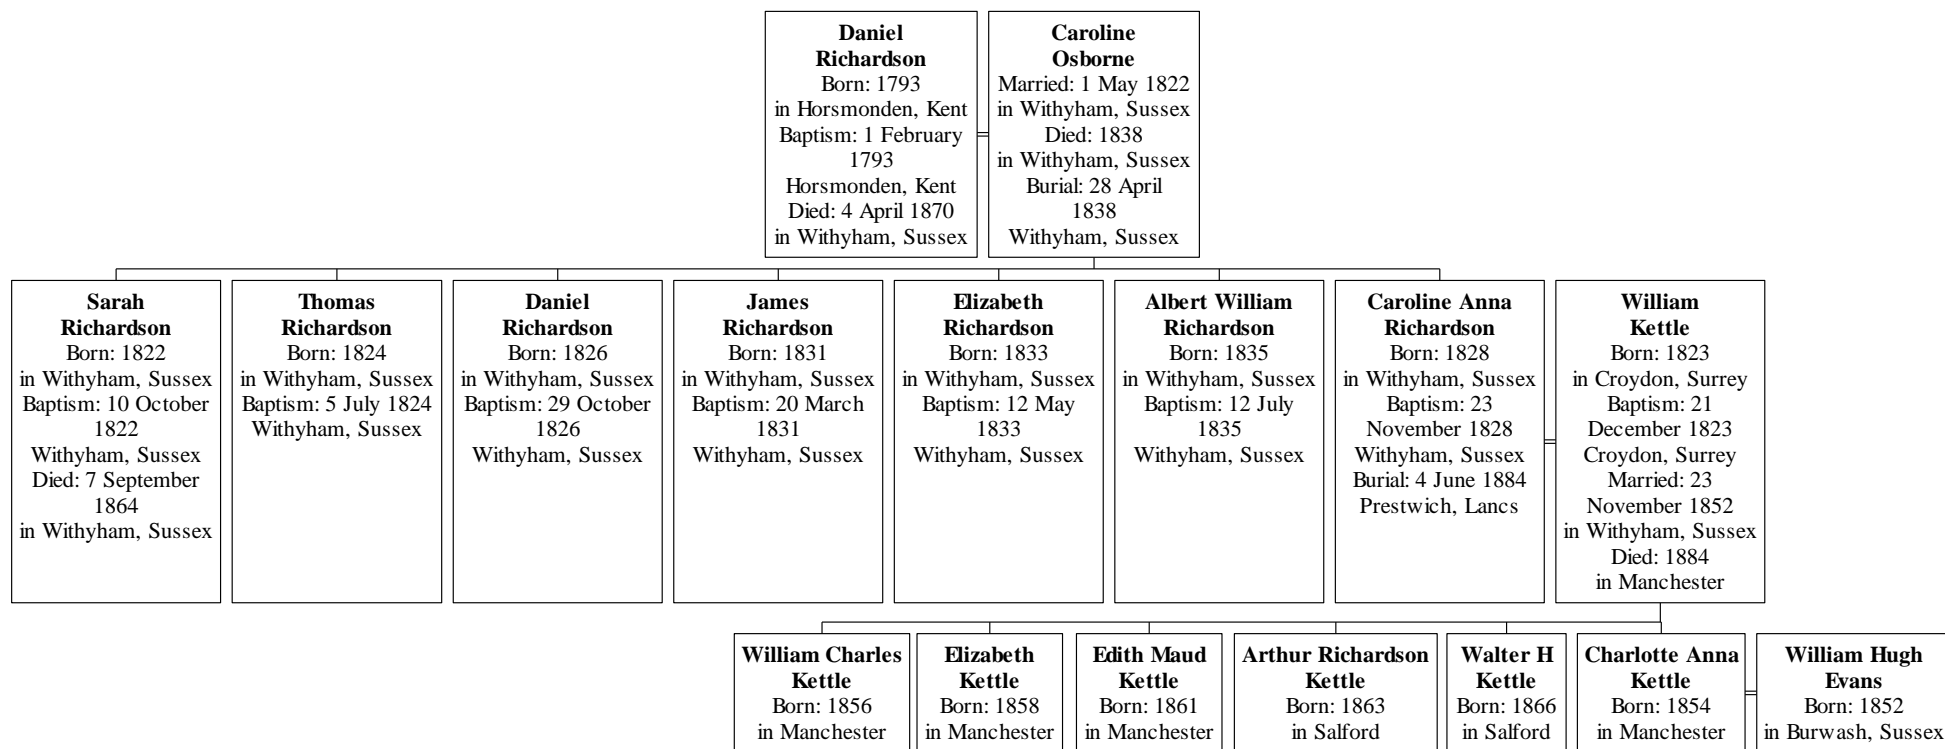 Daniel
Richardson
Born: 1793
in Horsmonden, Kent
Baptism: 1 February
1793
Horsmonden, Kent
Died: 4 April 1870
in Withyham, Sussex
Caroline
Osborne
Married: 1 May 1822
in Withyham, Sussex
Died: 1838
in Withyham, Sussex
Burial: 28 April
1838
Withyham, Sussex
Sarah
Richardson
Born: 1822
in Withyham, Sussex
Baptism: 10 October
1822
Withyham, Sussex
Died: 7 September
1864
in Withyham, Sussex
Thomas
Richardson
Born: 1824
in Withyham, Sussex
Baptism: 5 July 1824
Withyham, Sussex
Daniel
Richardson
Born: 1826
in Withyham, Sussex
Baptism: 29 October
1826
Withyham, Sussex
James
Richardson
Born: 1831
in Withyham, Sussex
Baptism: 20 March
1831
Withyham, Sussex
Elizabeth
Richardson
Born: 1833
in Withyham, Sussex
Baptism: 12 May
1833
Withyham, Sussex
Albert William
Richardson
Born: 1835
in Withyham, Sussex
Baptism: 12 July
1835
Withyham, Sussex
Caroline Anna
Richardson
Born: 1828
in Withyham, Sussex
Baptism: 23
November 1828
Withyham, Sussex
Burial: 4 June 1884
Prestwich, Lancs
William
Kettle
Born: 1823
in Croydon, Surrey
Baptism: 21
December 1823
Croydon, Surrey
Married: 23
November 1852
in Withyham, Sussex
Died: 1884
in Manchester
William Charles
Kettle
Born: 1856
in Manchester
Elizabeth
Kettle
Born: 1858
in Manchester
Edith Maud
Kettle
Born: 1861
in Manchester
Arthur Richardson
Kettle
Born: 1863
in Salford
Walter H
Kettle
Born: 1866
in Salford
Charlotte Anna
Kettle
Born: 1854
in Manchester
William Hugh
Evans
Born: 1852
in Burwash, Sussex